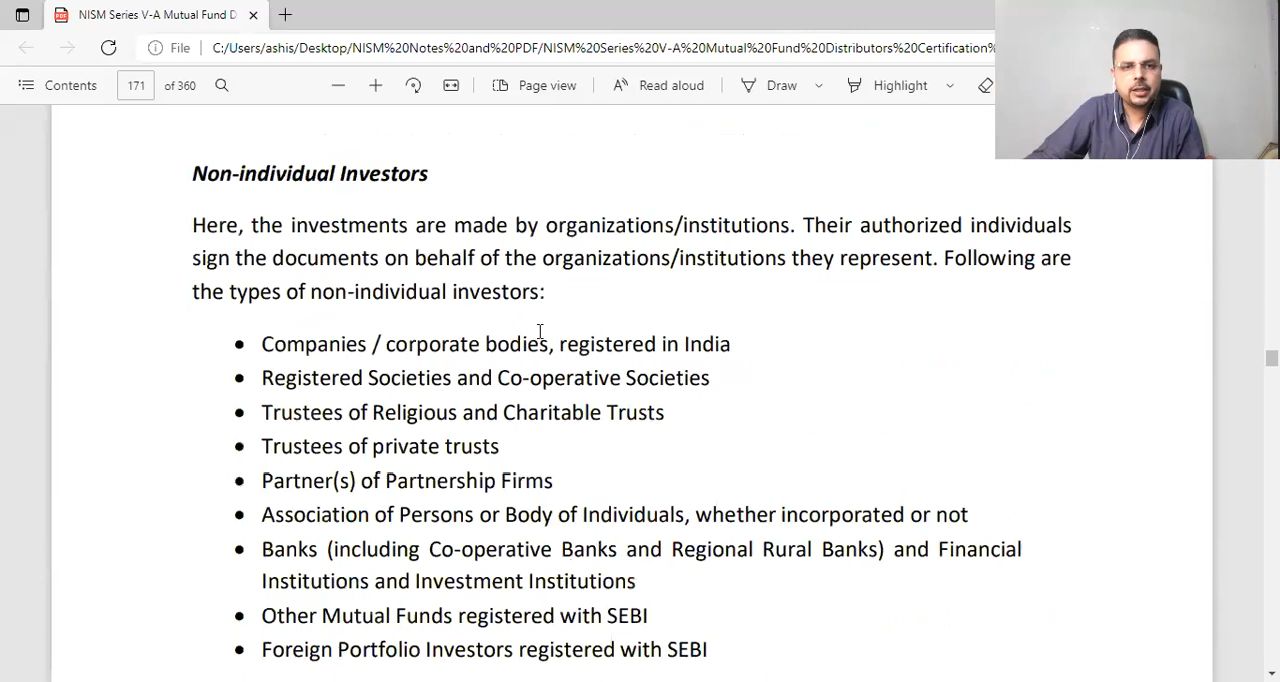 NISM Series V-A Mutual Fund D
File
C:/Users/ashis/Desktop/NISM%20Notes%20and%20PDF/NISM%20Series%20V-A%20Mutual%20Fund%20Distributors%20Certification%
Contents
171
of 360
Page view
Read aloud
Draw
Highlight
Non-individual Investors
Here, the investments are made by organizations/institutions. Their authorized individuals
sign the documents on behalf of the organizations/institutions they represent. Following are
the types of non-individual investors:
• Companies / corporate bodies, registered in India
• Registered Societies and Co-operative Societies
• Trustees of Religious and Charitable Trusts
• Trustees of private trusts
• Partner(s) of Partnership Firms
• Association of Persons or Body of Individuals, whether incorporated or not
• Banks (including Co-operative Banks and Regional Rural Banks) and Financial
Institutions and Investment Institutions
• Other Mutual Funds registered with SEBI
• Foreign Portfolio Investors registered with SEBI